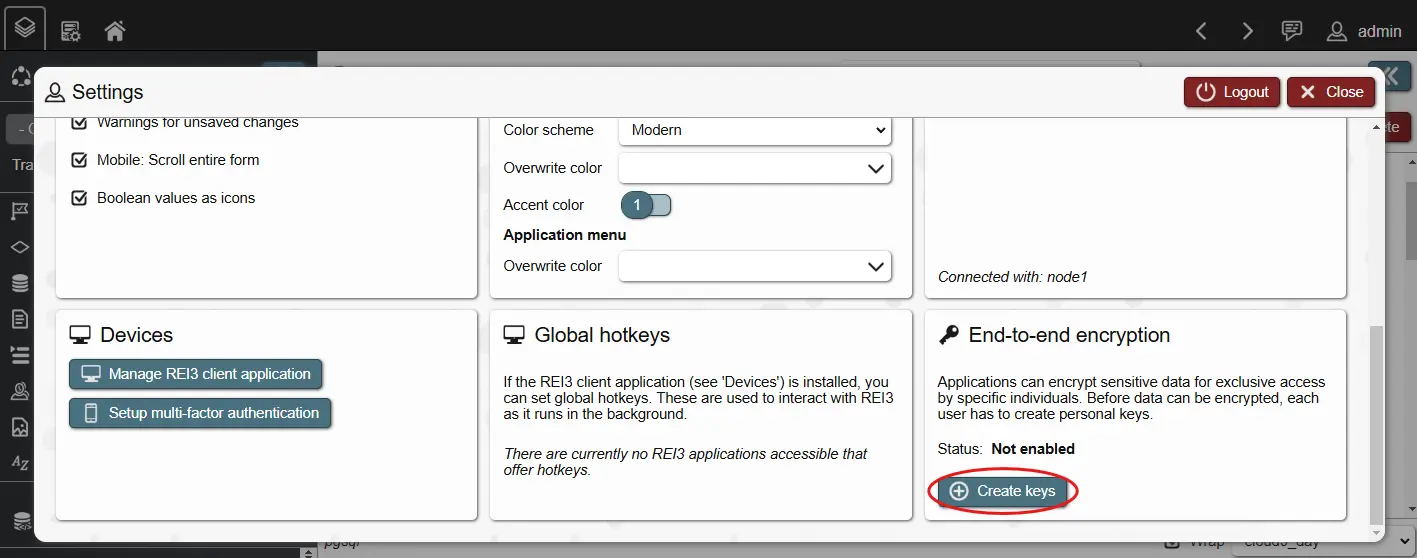 admin
Settings
Logout
Close
Warnings for unsaved changes
Mobile: Scroll entire form
Boolean values as icons
Color scheme
Modern
Overwrite color
Accent color
1
Application menu
Overwrite color
Connected with: node1
Devices
Manage REI3 client application
Setup multi-factor authentication
Global hotkeys
If the REI3 client application (see 'Devices') is installed, you
can set global hotkeys. These are used to interact with REI3
as it runs in the background.
There are currently no REI3 applications accessible that
offer hotkeys.
End-to-end encryption
Applications can encrypt sensitive data for exclusive access
by specific individuals. Before data can be encrypted, each
user has to create personal keys.
Status: Not enabled
Create keys
Tra